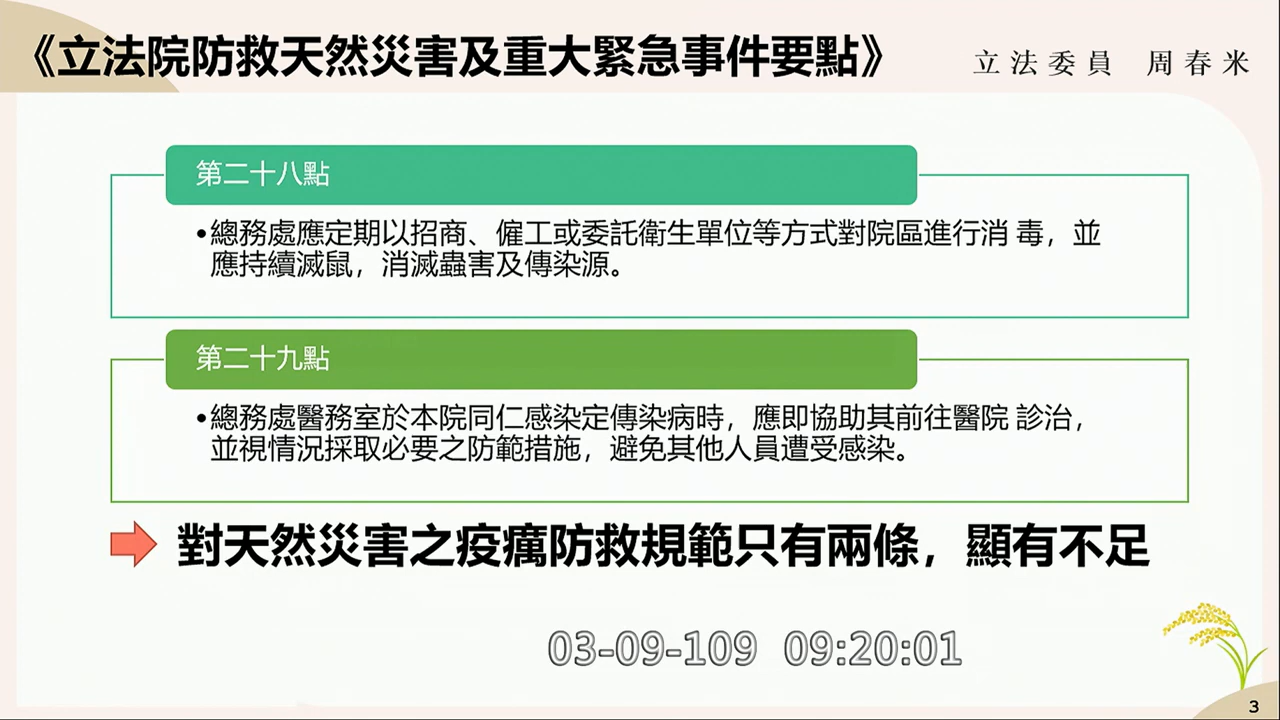 《立法院防救天然災害及重大緊急事件要點》
立法委員 周春米
第二十八點
•總務處應定期以招商、僱工或委託衛生單位等方式對院區進行消 毒，並
應持續滅鼠，消滅蟲害及傳染源。
第二十九點
•總務處醫務室於本院同仁感染定傳染病時，應即協助其前往醫院 診治，
並視情況採取必要之防範措施，避免其他人員遭受感染。
對天然災害之疫癘防救規範只有兩條，顯有不足
03-09-109 09:20:01
3